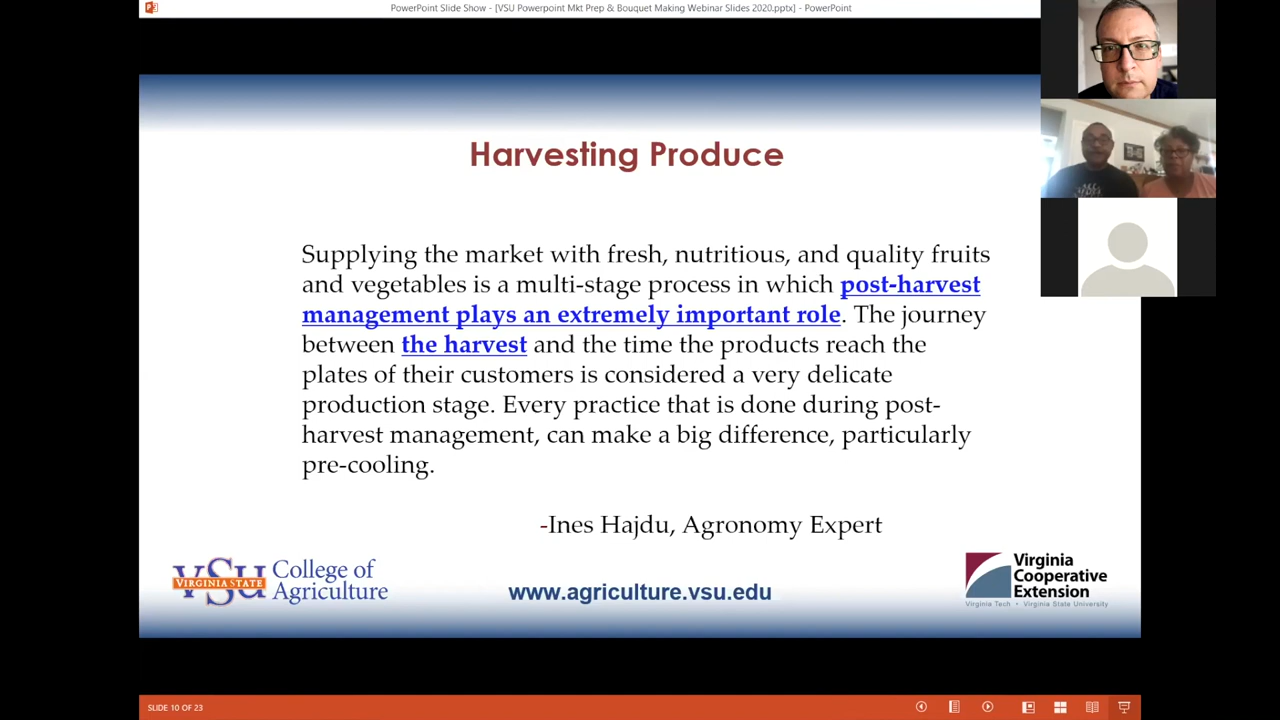 PowerPoint Slide Show - [VSU Powerpoint Mkt Prep & Bouquet Making Webinar Slides 2020.pptx] - PowerPoint
Harvesting Produce
Supplying the market with fresh, nutritious, and quality fruits
and vegetables is a multi-stage process in which post-harvest
management plays an extremely important role. The journey
between the harvest and the time the products reach the
plates of their customers is considered a very delicate
production stage. Every practice that is done during post-
harvest management, can make a big difference, particularly
pre-cooling.
-Ines Hajdu, Agronomy Expert
VSU
VIRGINIA STATE
College of
Agriculture
www.agriculture.vsu.edu
Virginia
Cooperative
Extension
Virginia Tech • Virginia State University
SLIDE 10 OF 23